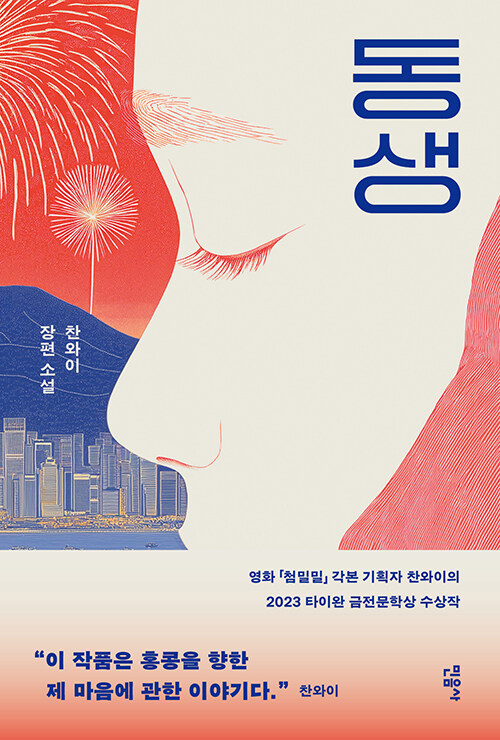 동생
찬와이
장편 소설
영화 「첨밀밀」 각본 기획자 찬와이의
2023 타이완 금전문학상 수상작
“이 작품은 홍콩을 향한
제 마음에 관한 이야기다.” 찬와이
민음사